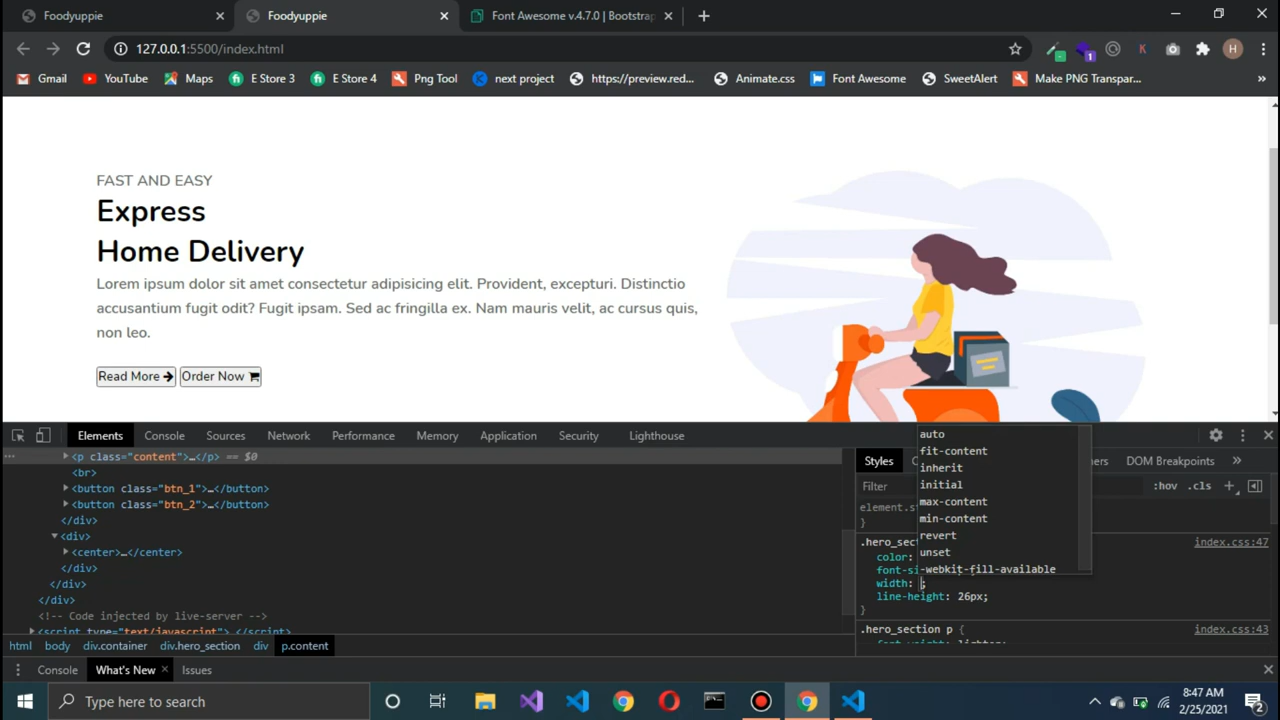 Foodyuppie
Foodyuppie
Font Awesome v.4.7.0 | Bootstrap
127.0.0.1:5500/index.html
1
K
H
Gmail
YouTube
Maps
E Store 3
E Store 4
Png Tool
next project
https://preview.red...
Animate.css
Font Awesome
SweetAlert
Make PNG Transpar...
»
FAST AND EASY
Express
Home Delivery
Lorem ipsum dolor sit amet consectetur adipisicing elit. Provident, excepturi. Distinctio
accusantium fugit odit? Fugit ipsam. Sed ac fringilla ex. Nam mauris velit, ac cursus quis,
non leo.
Read More
Order Now
Elements
Console
Sources
Network
Performance
Memory
Application
Security
Lighthouse
<p class="content">…</p> == $0
<br>
<button class="btn_1">…</button>
<button class="btn_2">…</button>
</div>
<div>
<center>…</center>
</div>
</div>
</div>
<!-- Code injected by live-server -->
<script type="text/javascript">…</script>
html
body
div.container
div.hero_section
div
p.content
Styles
DOM Breakpoints
»
Filter
:hov
.cls
+
element.s
}
.hero_sec
index.css:47
color:
font-si
width: ;
line-height: 26px;
}
.hero_section p {
index.css:43
auto
fit-content
inherit
initial
max-content
min-content
revert
unset
-webkit-fill-available
Console
What's New
Issues
Type here to search
8:47 AM
2/25/2021
2